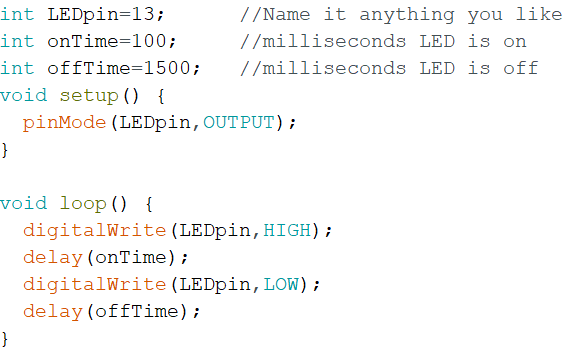 int LEDpin=13;      //Name it anything you like
int onTime=100;     //milliseconds LED is on
int offTime=1500;   //milliseconds LED is off
void setup() {
  pinMode(LEDpin,OUTPUT);
}

void loop() {
  digitalWrite(LEDpin,HIGH);
  delay(onTime);
  digitalWrite(LEDpin,LOW);
  delay(offTime);
}